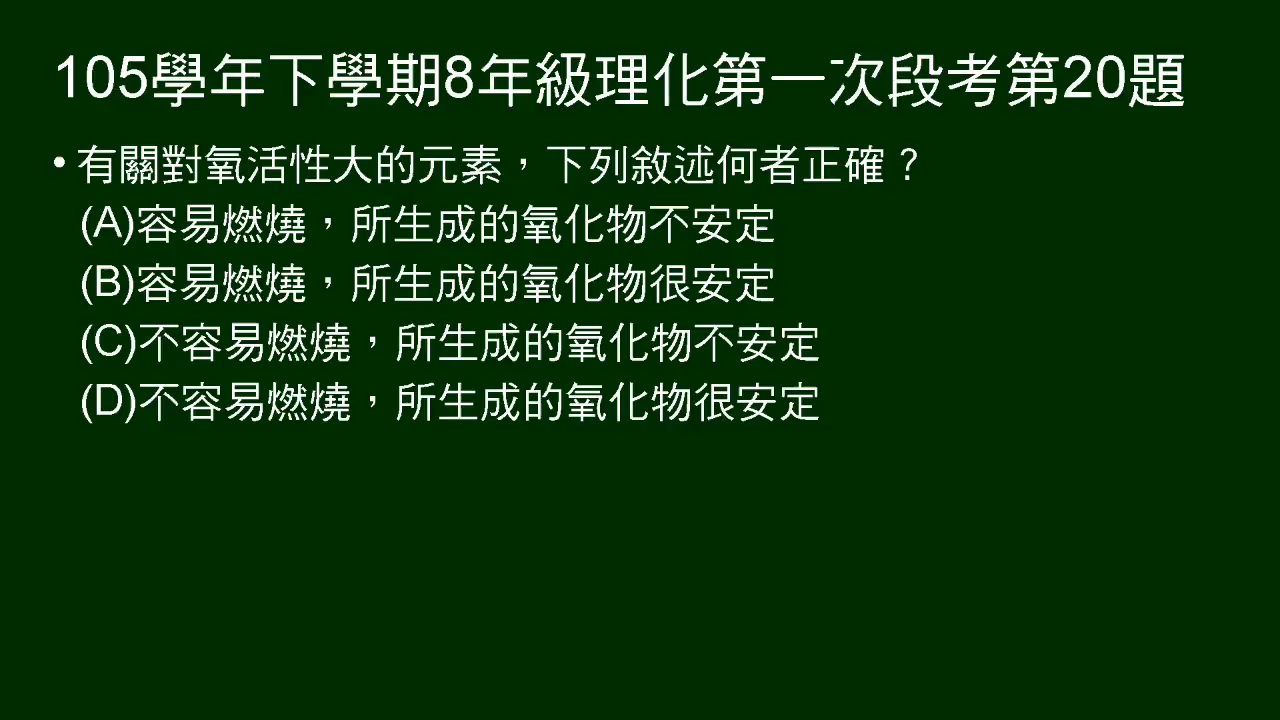 105學年下學期8年級理化第一次段考第20題
•有關對氧活性大的元素，下列敘述何者正確？
(A)容易燃燒，所生成的氧化物不安定
(B)容易燃燒，所生成的氧化物很安定
(C)不容易燃燒，所生成的氧化物不安定
(D)不容易燃燒，所生成的氧化物很安定